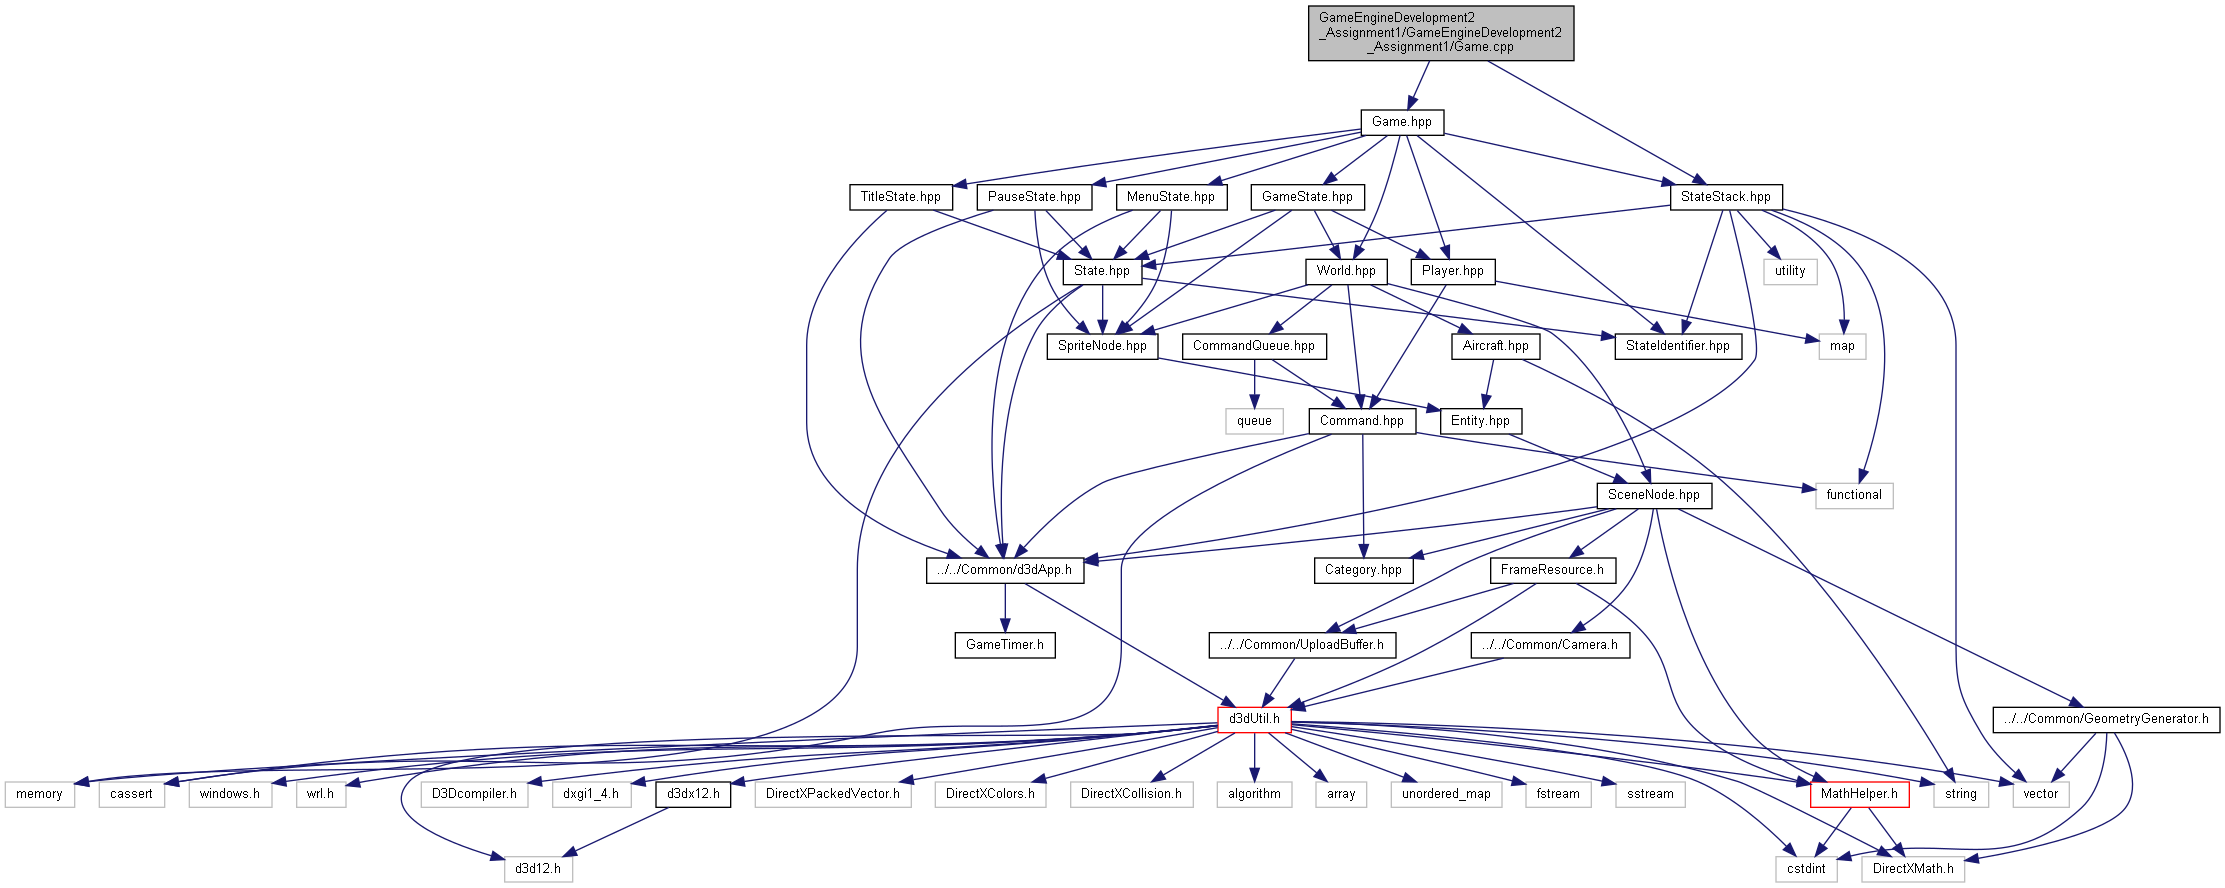 GameEngineDevelopment2
_Assignment1/GameEngineDevelopment2
_Assignment1/Game.cpp
Game.hpp
TitleState.hpp
PauseState.hpp
MenuState.hpp
GameState.hpp
StateStack.hpp
State.hpp
World.hpp
Player.hpp
utility
SpriteNode.hpp
CommandQueue.hpp
Aircraft.hpp
StateIdentifier.hpp
map
queue
Command.hpp
Entity.hpp
SceneNode.hpp
functional
../../Common/d3dApp.h
Category.hpp
FrameResource.h
GameTimer.h
../../Common/UploadBuffer.h
../../Common/Camera.h
d3dUtil.h
../../Common/GeometryGenerator.h
memory
cassert
windows.h
wrl.h
D3Dcompiler.h
dxgi1_4.h
d3dx12.h
DirectXPackedVector.h
DirectXColors.h
DirectXCollision.h
algorithm
array
unordered_map
fstream
sstream
MathHelper.h
string
vector
d3d12.h
cstdint
DirectXMath.h